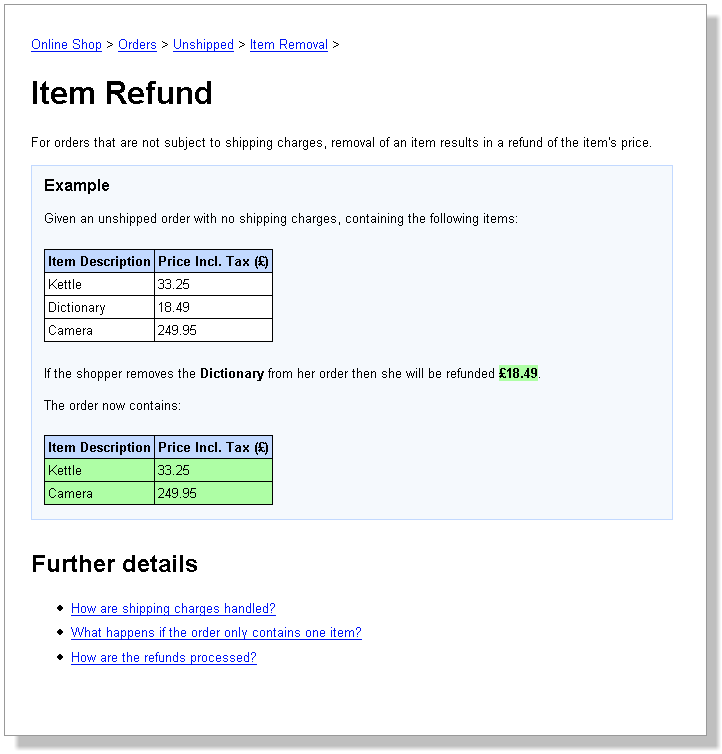 Online Shop > Orders > Unshipped > Item Removal >
Item Refund
For orders that are not subject to shipping charges, removal of an item results in a refund of the item's price.
Example
Given an unshipped order with no shipping charges, containing the following items:
Item Description Price Incl. Tax (£)
Kettle 33.25
Dictionary 18.49
Camera 249.95
If the shopper removes the Dictionary from her order then she will be refunded £18.49.
The order now contains:
Item Description Price Incl. Tax (£)
Kettle 33.25
Camera 249.95
Further details
How are shipping charges handled?
What happens if the order only contains one item?
How are the refunds processed?